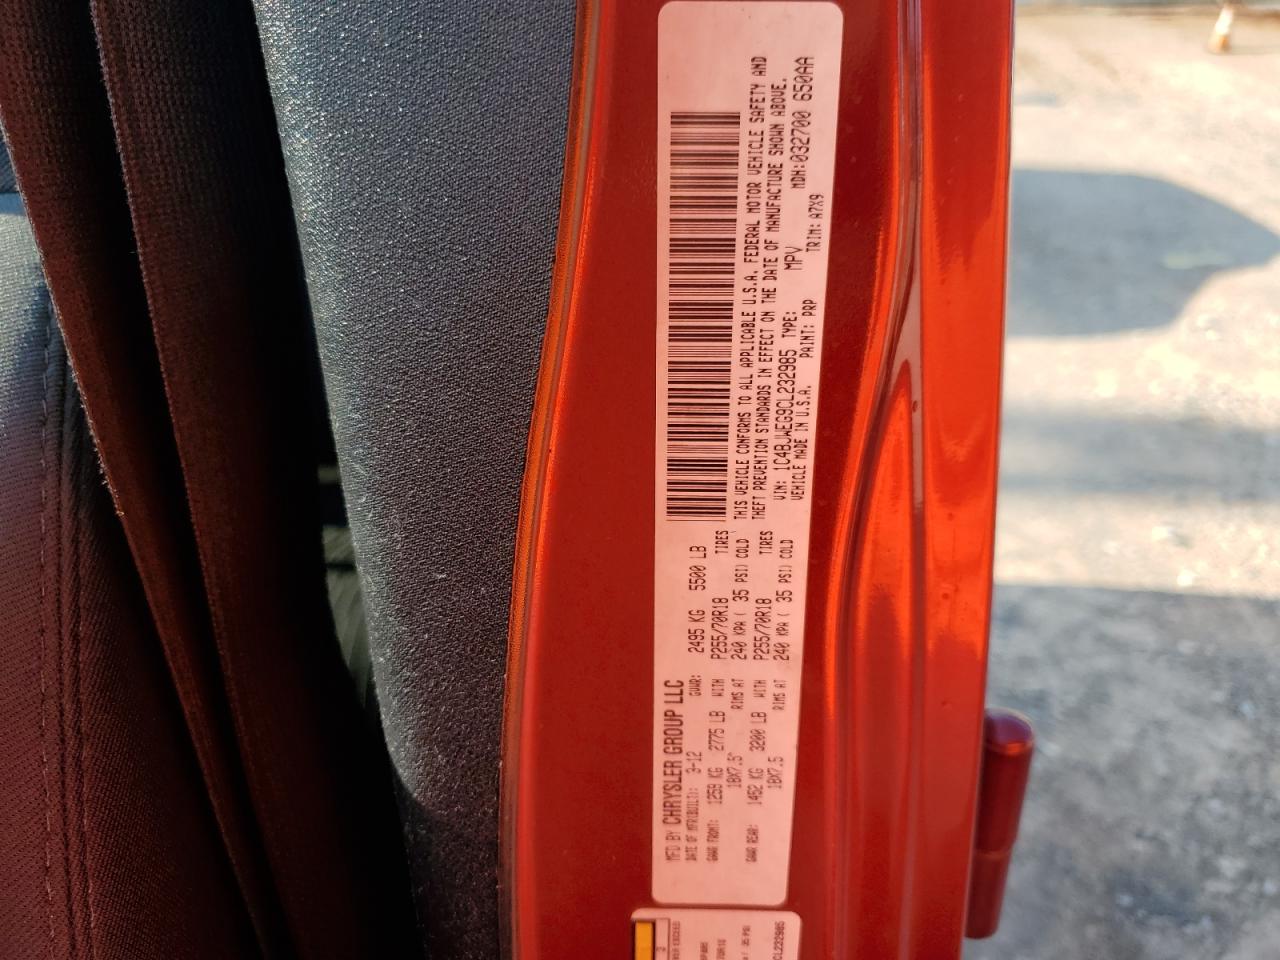 MFD BY CHRYSLER GROUP LLC
DATE OF MFR(BUILT): 3-12 GVWR: 2495 KG 5500 LB
GAWR FRONT: 1259 KG 2775 LB WITH P255/70R18 TIRES
18X7.5 RIMS AT 240 KPA ( 35 PSI) COLD
GAWR REAR: 1452 KG 3200 LB WITH P255/70R18 TIRES
18X7.5 RIMS AT 240 KPA ( 35 PSI) COLD
THIS VEHICLE CONFORMS TO ALL APPLICABLE U.S.A. FEDERAL MOTOR VEHICLE SAFETY AND
THEFT PREVENTION STANDARDS IN EFFECT ON THE DATE OF MANUFACTURE SHOWN ABOVE.
VIN: 1C4BJWEG9CL232985 TYPE: MPV MDH:032700 650AA
VEHICLE MADE IN U.S.A. PAINT: PRP TRIM: A7X9
CL232985